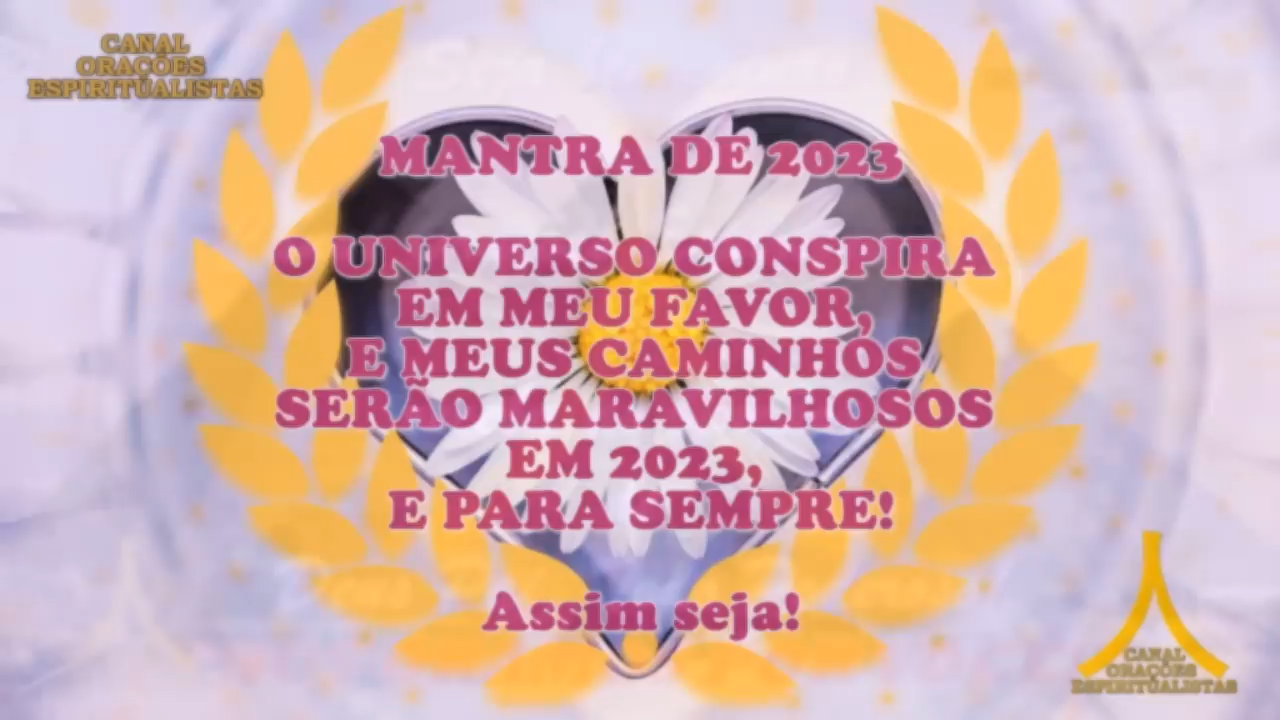 CANAL
ORAÇÕES
ESPIRITUALISTAS
MANTRA DE 2023
O UNIVERSO CONSPIRA
EM MEU FAVOR,
E MEUS CAMINHOS
SERÃO MARAVILHOSOS
EM 2023,
E PARA SEMPRE!
Assim seja!
CANAL
ORAÇÕES
ESPIRITUALISTAS